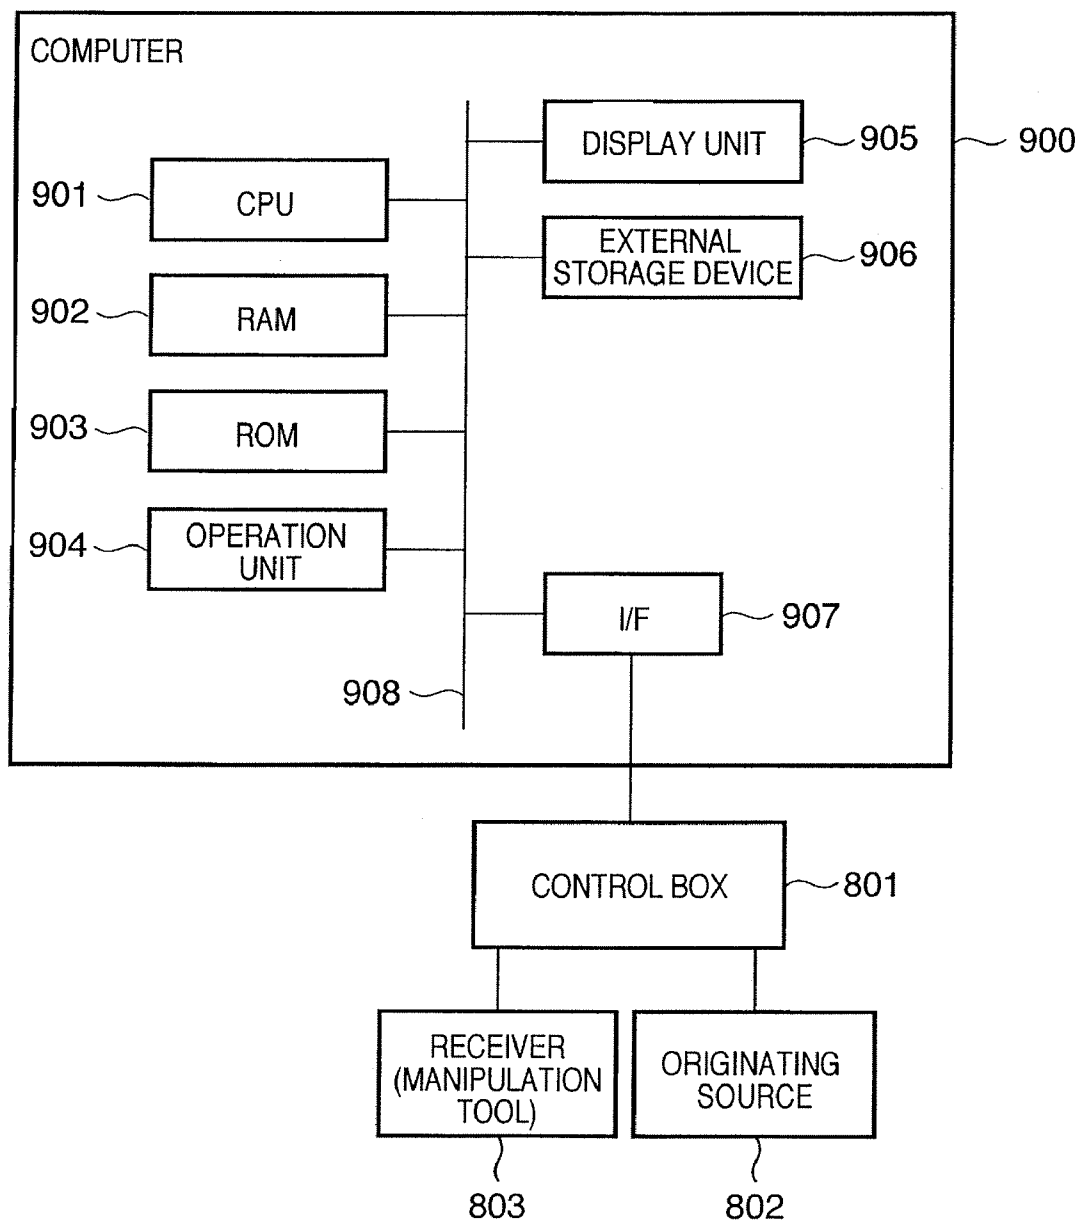 COMPUTER
DISPLAY UNIT
905
900
901
CPU
EXTERNAL
STORAGE DEVICE
906
902
RAM
903
ROM
904
OPERATION
UNIT
I/F
907
908
CONTROL BOX
801
RECEIVER
(MANIPULATION
TOOL)
ORIGINATING
SOURCE
803
802